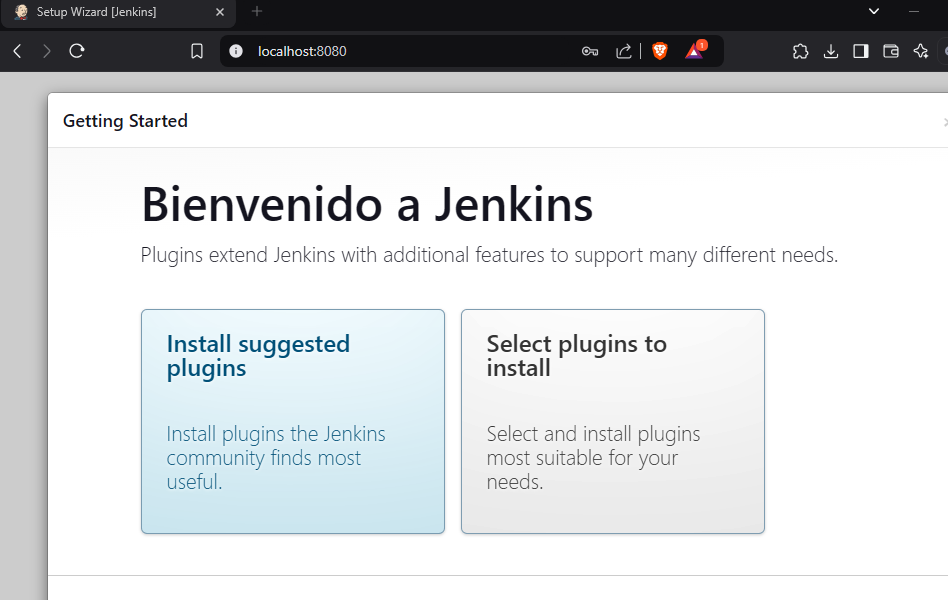 Setup Wizard [Jenkins]
localhost:8080
1
Getting Started
Bienvenido a Jenkins
Plugins extend Jenkins with additional features to support many different needs.
Install suggested
plugins
Install plugins the Jenkins
community finds most
useful.
Select plugins to
install
Select and install plugins
most suitable for your
needs.